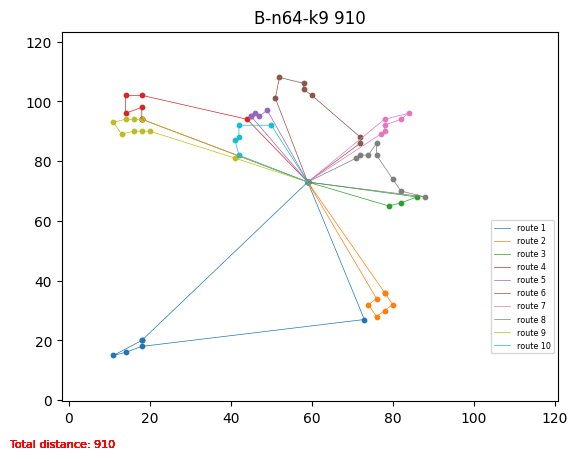 B-n64-k9 910
120
100
80
60
40
20
0
0 20 40 60 80 100 120
route 1
route 2
route 3
route 4
route 5
route 6
route 7
route 8
route 9
route 10
Total distance: 910